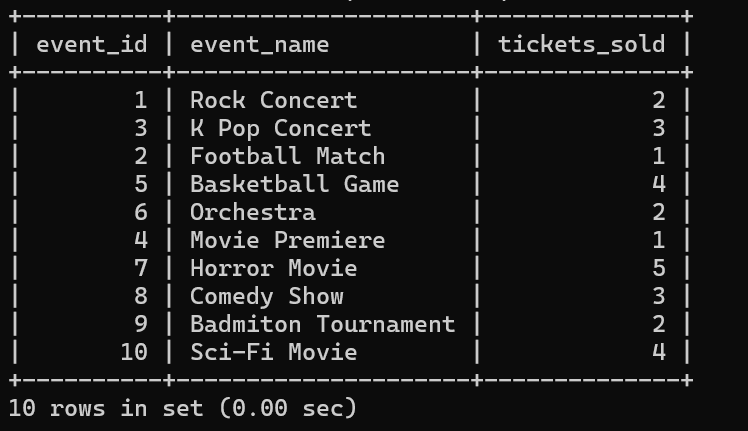 +----------+---------------------+--------------+
| event_id | event_name          | tickets_sold |
+----------+---------------------+--------------+
|        1 | Rock Concert        |            2 |
|        3 | K Pop Concert       |            3 |
|        2 | Football Match      |            1 |
|        5 | Basketball Game     |            4 |
|        6 | Orchestra           |            2 |
|        4 | Movie Premiere      |            1 |
|        7 | Horror Movie        |            5 |
|        8 | Comedy Show         |            3 |
|        9 | Badmiton Tournament |            2 |
|       10 | Sci-Fi Movie        |            4 |
+----------+---------------------+--------------+
10 rows in set (0.00 sec)